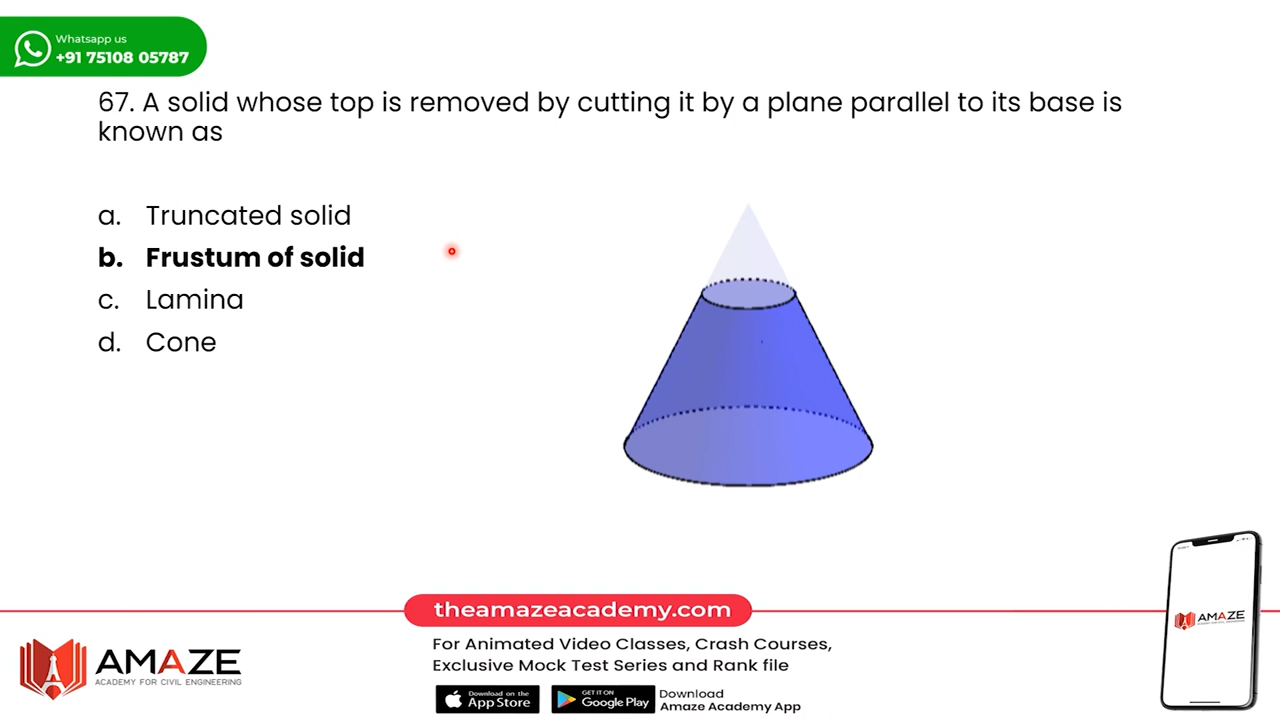 Whatsapp us
+91 75108 05787
67. A solid whose top is removed by cutting it by a plane parallel to its base is
known as
a. Truncated solid
b. Frustum of solid
c. Lamina
d. Cone
theamazeacademy.com
For Animated Video Classes, Crash Courses,
Exclusive Mock Test Series and Rank file
AMAZE
ACADEMY FOR CIVIL ENGINEERING
Download on the
App Store
GET IT ON
Google Play
Download
Amaze Academy App
AMAZE